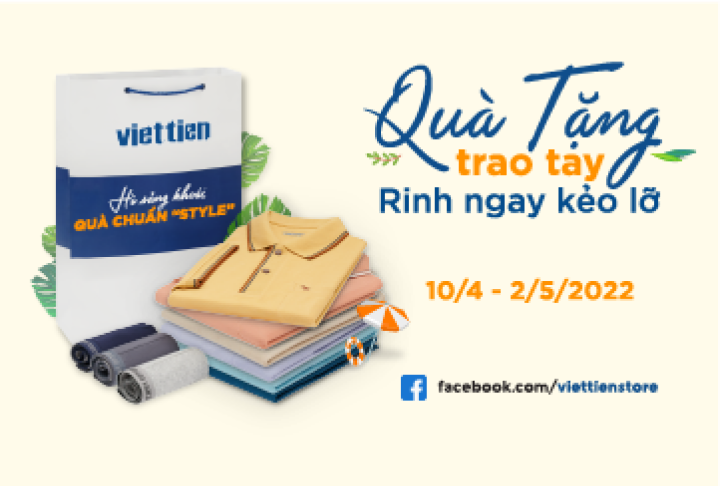 viettien
Hè sảng khoái,
QUÀ CHUẨN "STYLE"
Quà Tặng
trao tay
Rinh ngay kẻo lỡ
10/4 - 2/5/2022
facebook.com/viettienstore